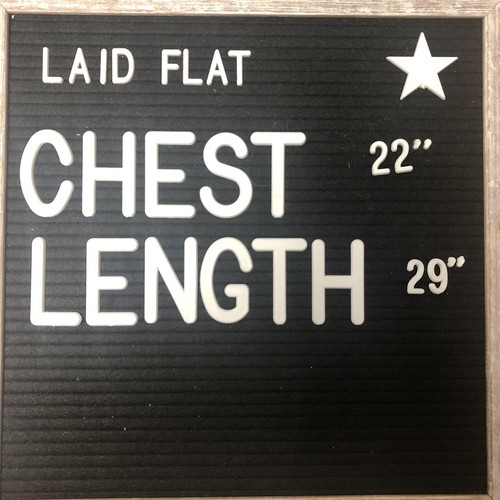 LAID FLAT
CHEST 22”
LENGTH 29”